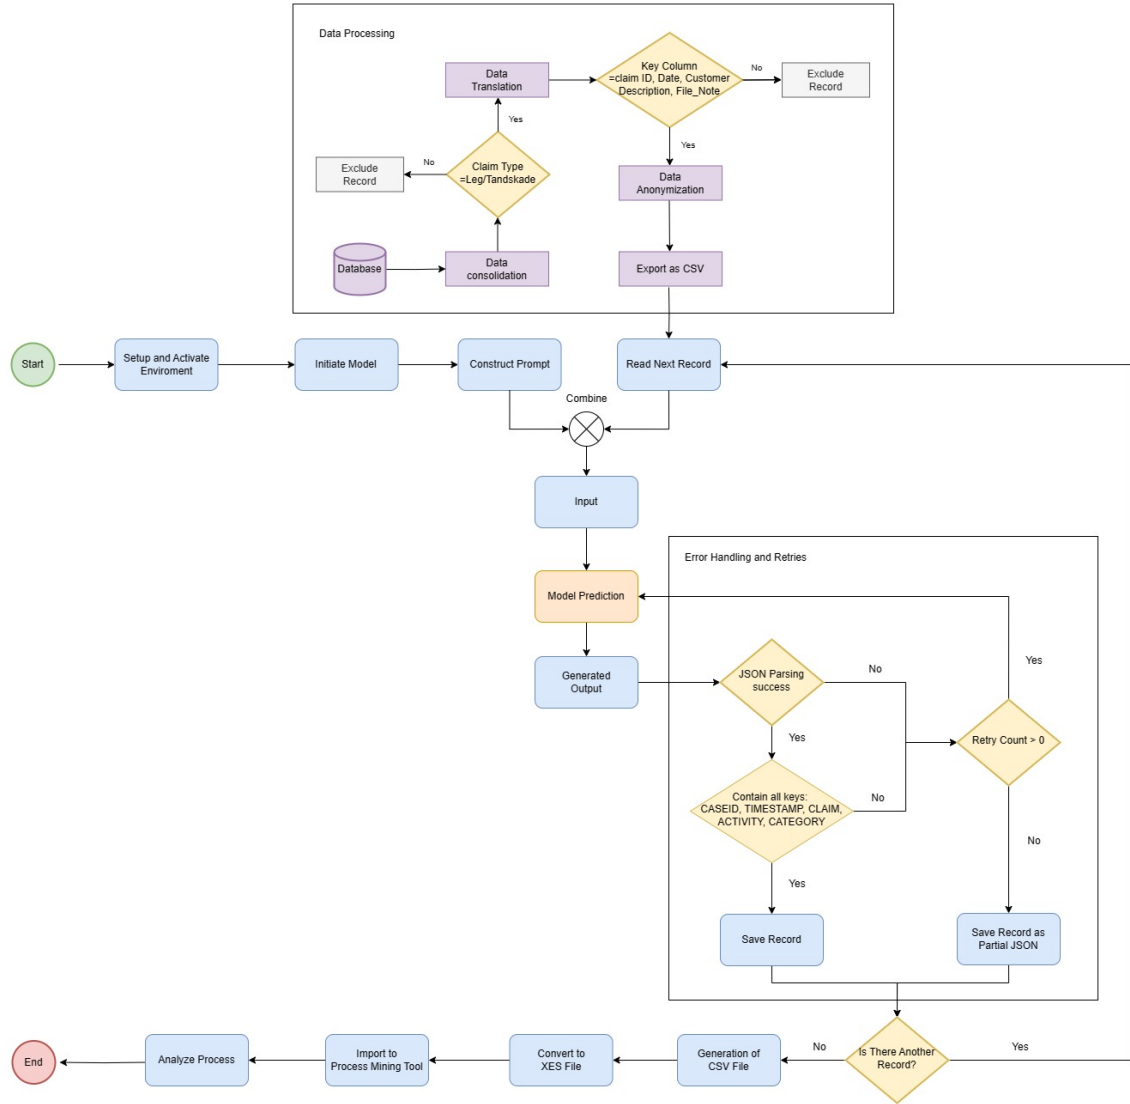 Data Processing
Data
Translation
Key Column
=claim ID, Date, Customer
Description, File_Note
No
Exclude
Record
Yes
Yes
Exclude
Record
No
Claim Type
=Leg/Tandskade
Data
Anonymization
Database
Data
consolidation
Export as CSV
Start
Setup and Activate
Enviroment
Initiate Model
Construct Prompt
Read Next Record
Combine
Input
Error Handling and Retries
Model Prediction
Generated
Output
JSON Parsing
success
No
Yes
Yes
Retry Count > 0
Contain all keys:
CASEID, TIMESTAMP, CLAIM,
ACTIVITY, CATEGORY
No
No
Yes
Save Record
Save Record as
Partial JSON
End
Analyze Process
Import to
Process Mining Tool
Convert to
XES File
Generation of
CSV File
No
Is There Another
Record?
Yes